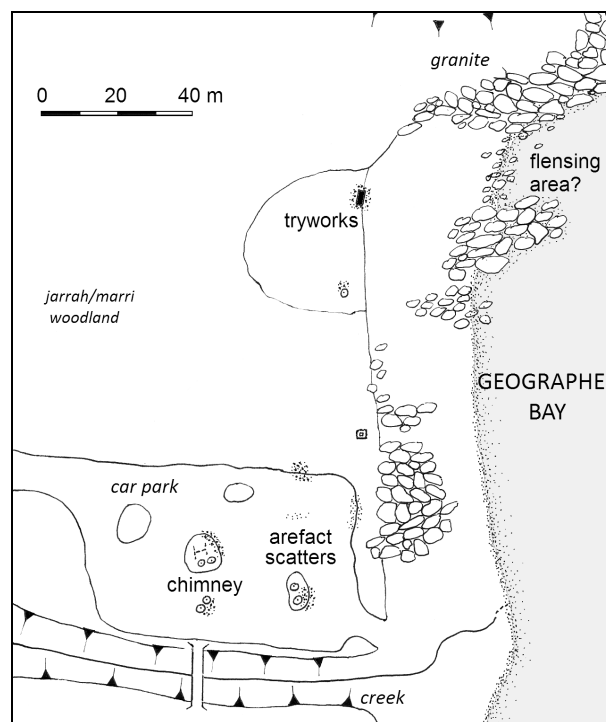 granite
0 20 40 m
flensing
area?
tryworks
jarrah/marri
woodland
GEOGRAPHE
BAY
car park
arefact
scatters
chimney
creek